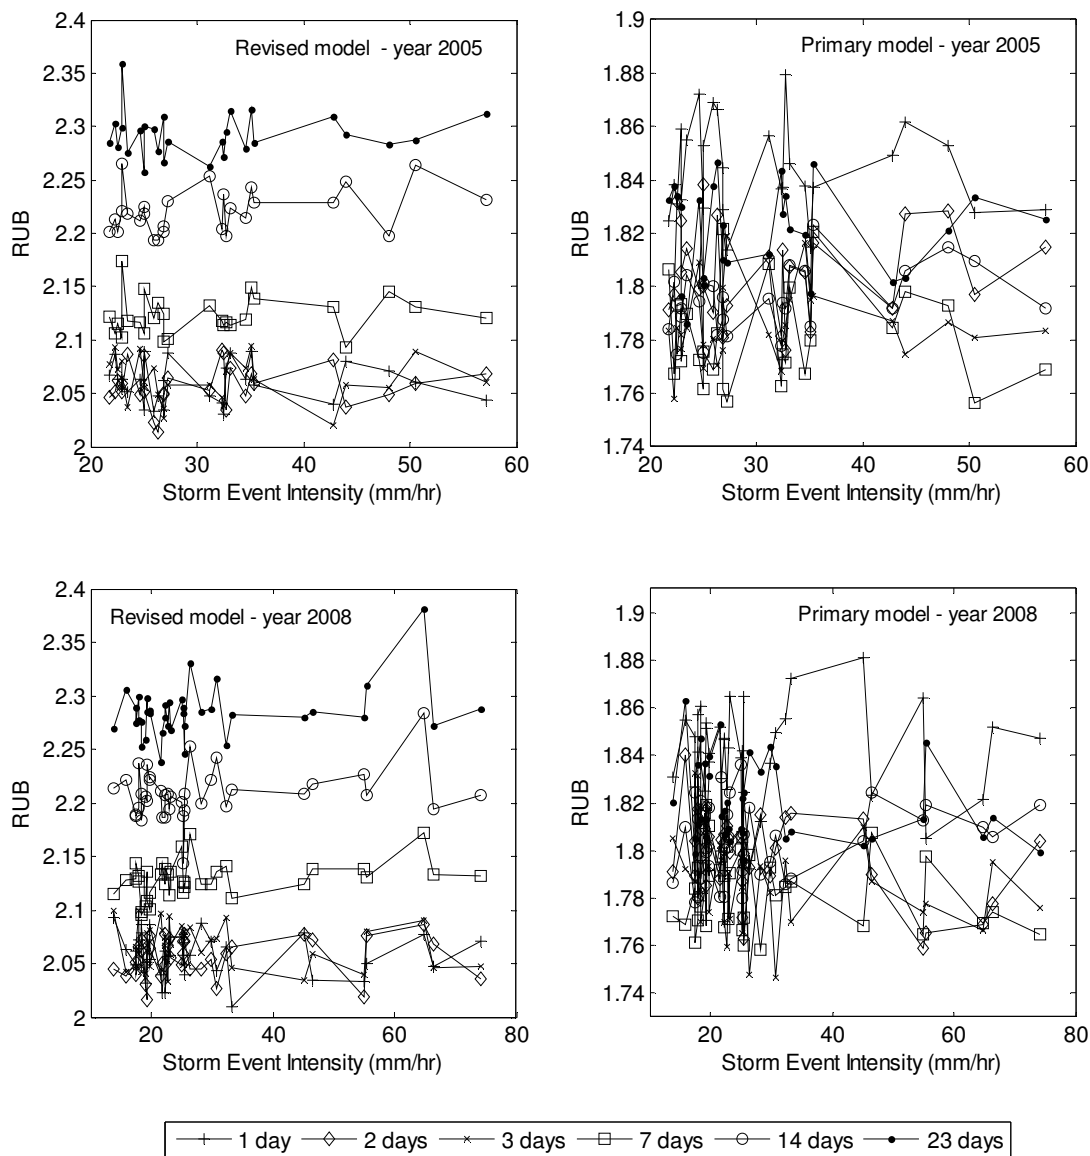 Revised model - year 2005
2.4
2.35
2.3
2.25
2.2
2.15
2.1
2.05
2
RUB
20 30 40 50 60
Storm Event Intensity (mm/hr)
Primary model - year 2005
1.9
1.88
1.86
1.84
1.82
1.8
1.78
1.76
1.74
RUB
20 30 40 50 60
Storm Event Intensity (mm/hr)
Revised model - year 2008
2.4
2.35
2.3
2.25
2.2
2.15
2.1
2.05
2
RUB
20 40 60 80
Storm Event Intensity (mm/hr)
Primary model - year 2008
1.9
1.88
1.86
1.84
1.82
1.8
1.78
1.76
1.74
RUB
20 40 60 80
Storm Event Intensity (mm/hr)
1 day 2 days 3 days 7 days 14 days 23 days